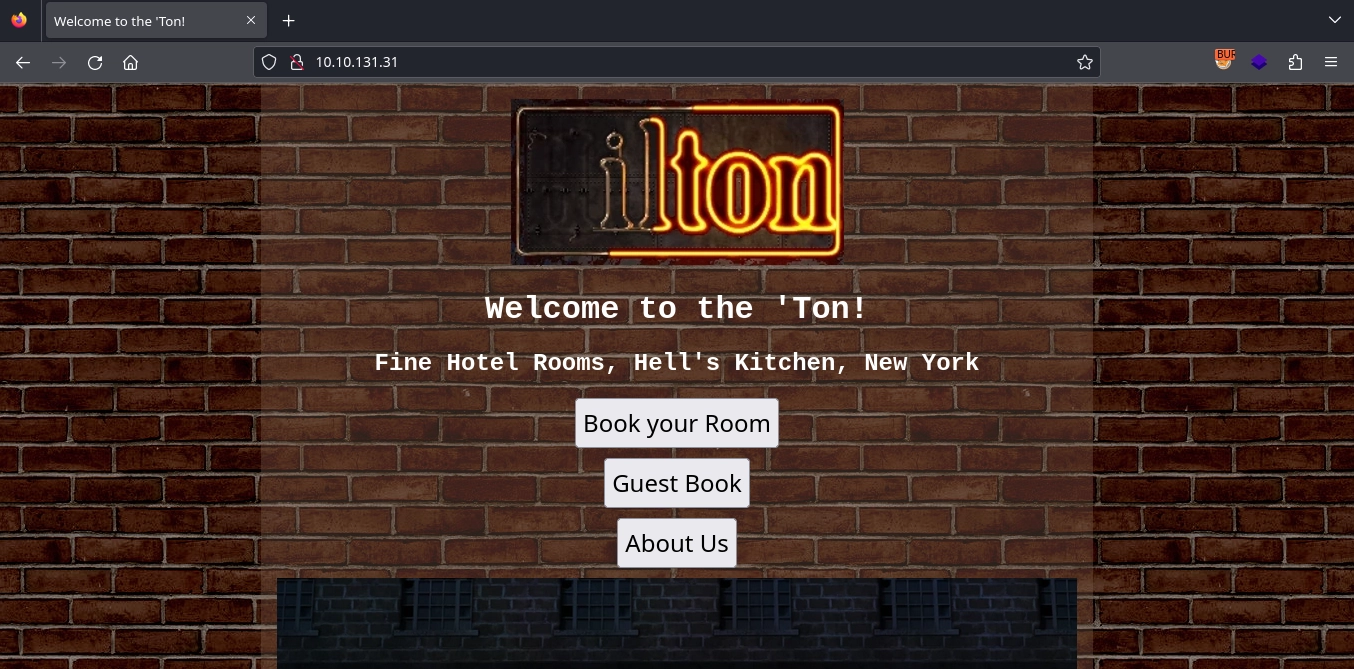 Welcome to the 'Ton!
10.10.131.31
BUR
ilton
Welcome to the 'Ton!
Fine Hotel Rooms, Hell's Kitchen, New York
Book your Room
Guest Book
About Us